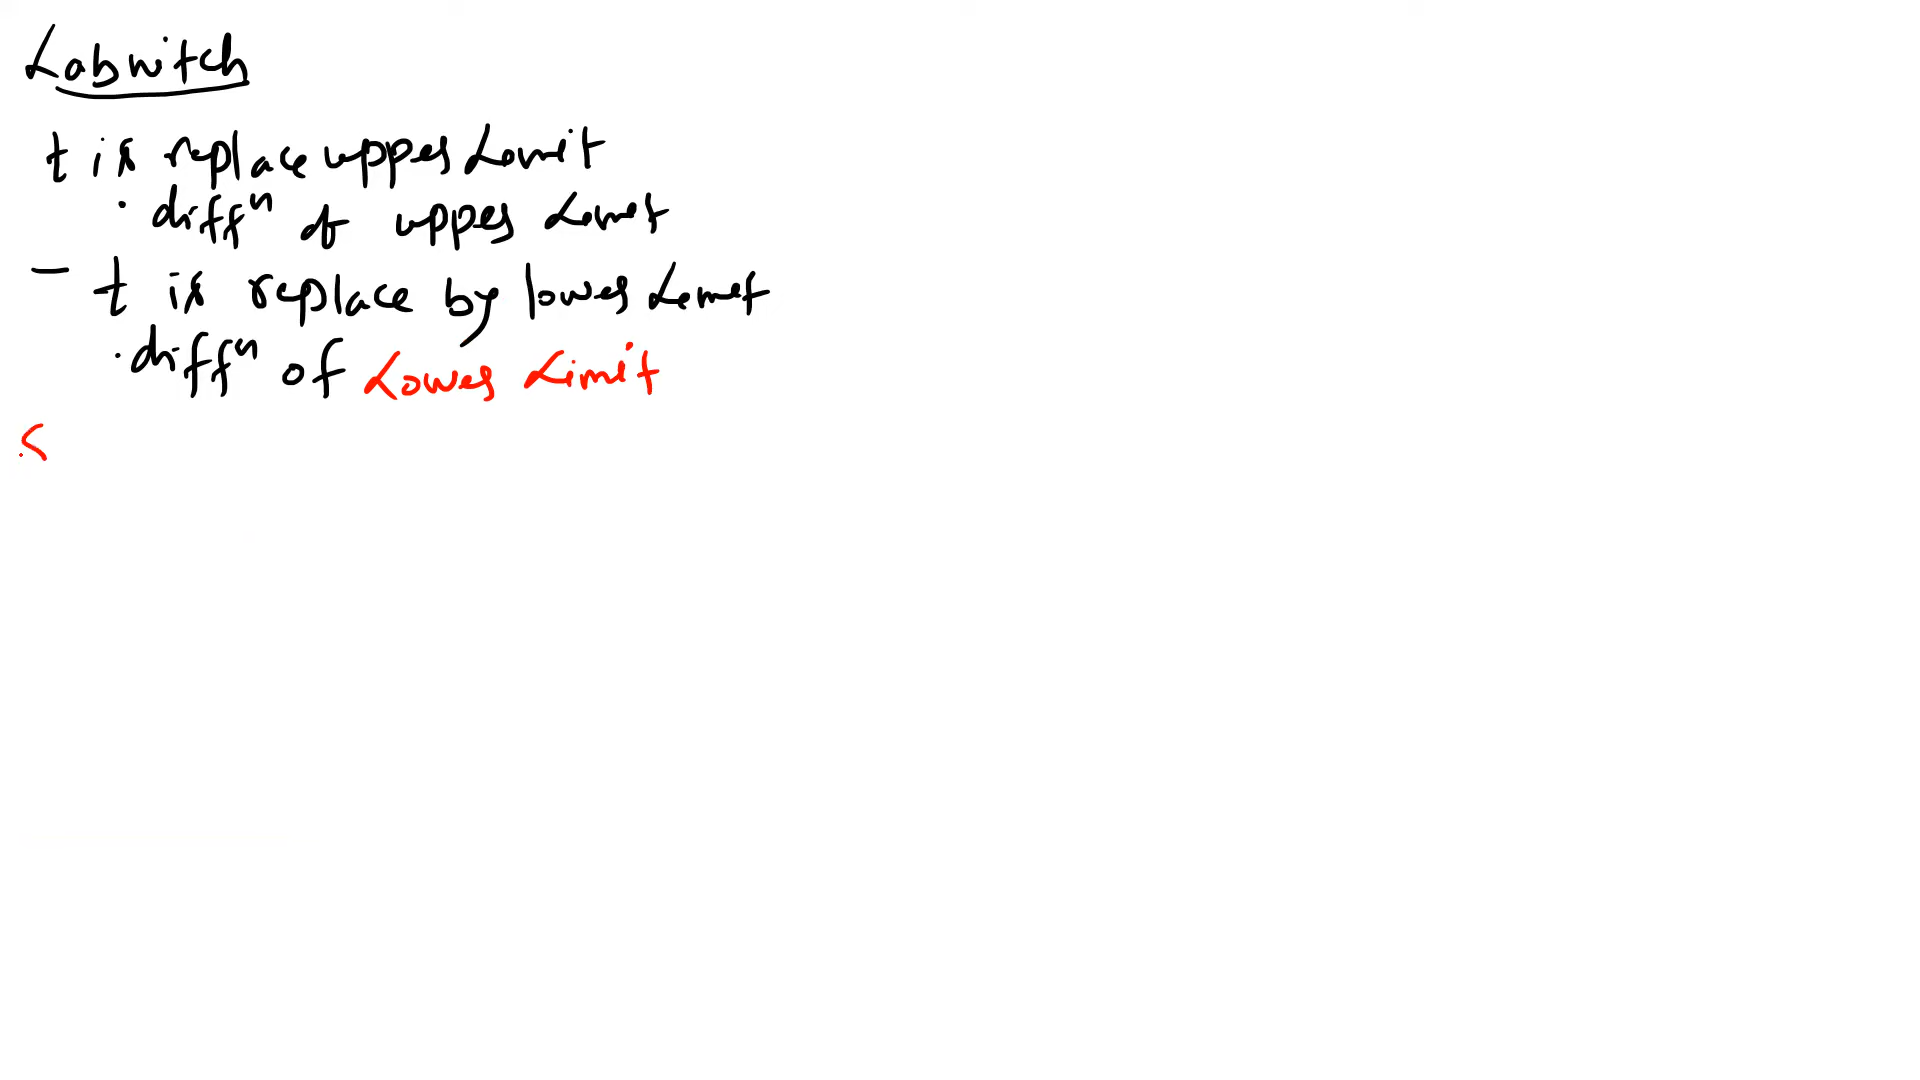 Labwitch
t is replace upper Limit
. diffⁿ of upper Limit
- t is replace by lower Limit
. diffⁿ of Lower Limit